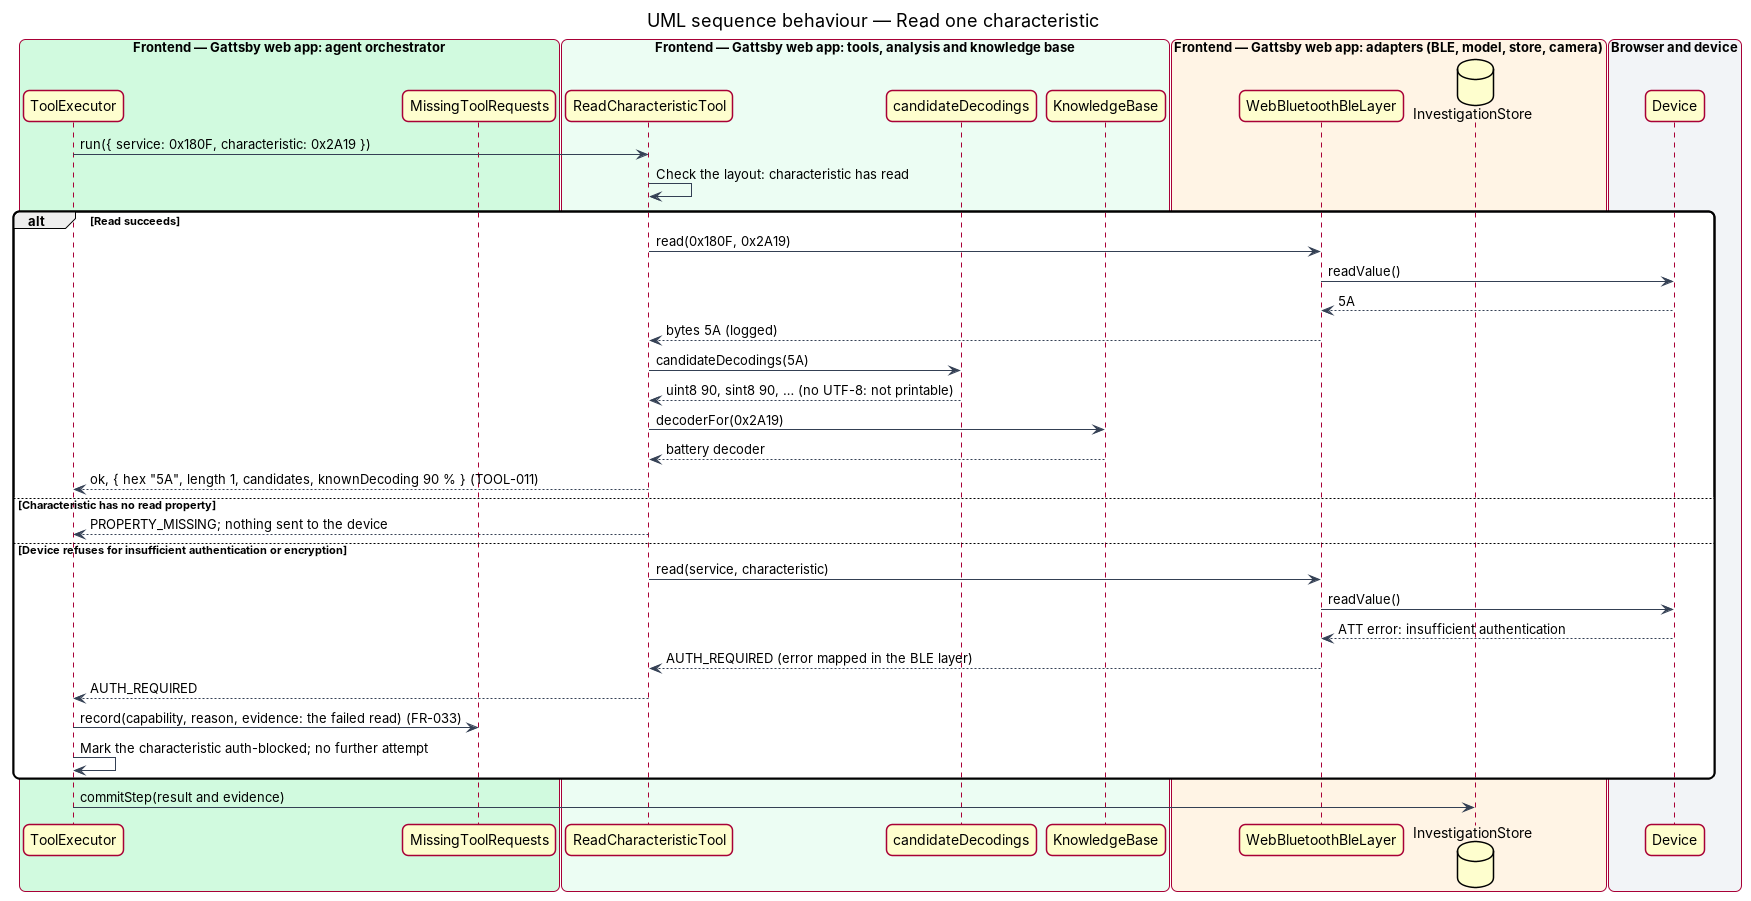 UML sequence behaviour — Read one characteristic
Frontend — Gattsby web app: agent orchestrator
Frontend — Gattsby web app: tools, analysis and knowledge base
Frontend — Gattsby web app: adapters (BLE, model, store, camera)
Browser and device
ToolExecutor
MissingToolRequests
ReadCharacteristicTool
candidateDecodings
KnowledgeBase
WebBluetoothBleLayer
InvestigationStore
Device
run({ service: 0x180F, characteristic: 0x2A19 })
Check the layout: characteristic has read
alt
[Read succeeds]
read(0x180F, 0x2A19)
readValue()
5A
bytes 5A (logged)
candidateDecodings(5A)
uint8 90, sint8 90, ... (no UTF-8: not printable)
decoderFor(0x2A19)
battery decoder
ok, { hex "5A", length 1, candidates, knownDecoding 90 % } (TOOL-011)
[Characteristic has no read property]
PROPERTY_MISSING; nothing sent to the device
[Device refuses for insufficient authentication or encryption]
read(service, characteristic)
readValue()
ATT error: insufficient authentication
AUTH_REQUIRED (error mapped in the BLE layer)
AUTH_REQUIRED
record(capability, reason, evidence: the failed read) (FR-033)
Mark the characteristic auth-blocked; no further attempt
commitStep(result and evidence)
ToolExecutor
MissingToolRequests
ReadCharacteristicTool
candidateDecodings
KnowledgeBase
WebBluetoothBleLayer
InvestigationStore
Device